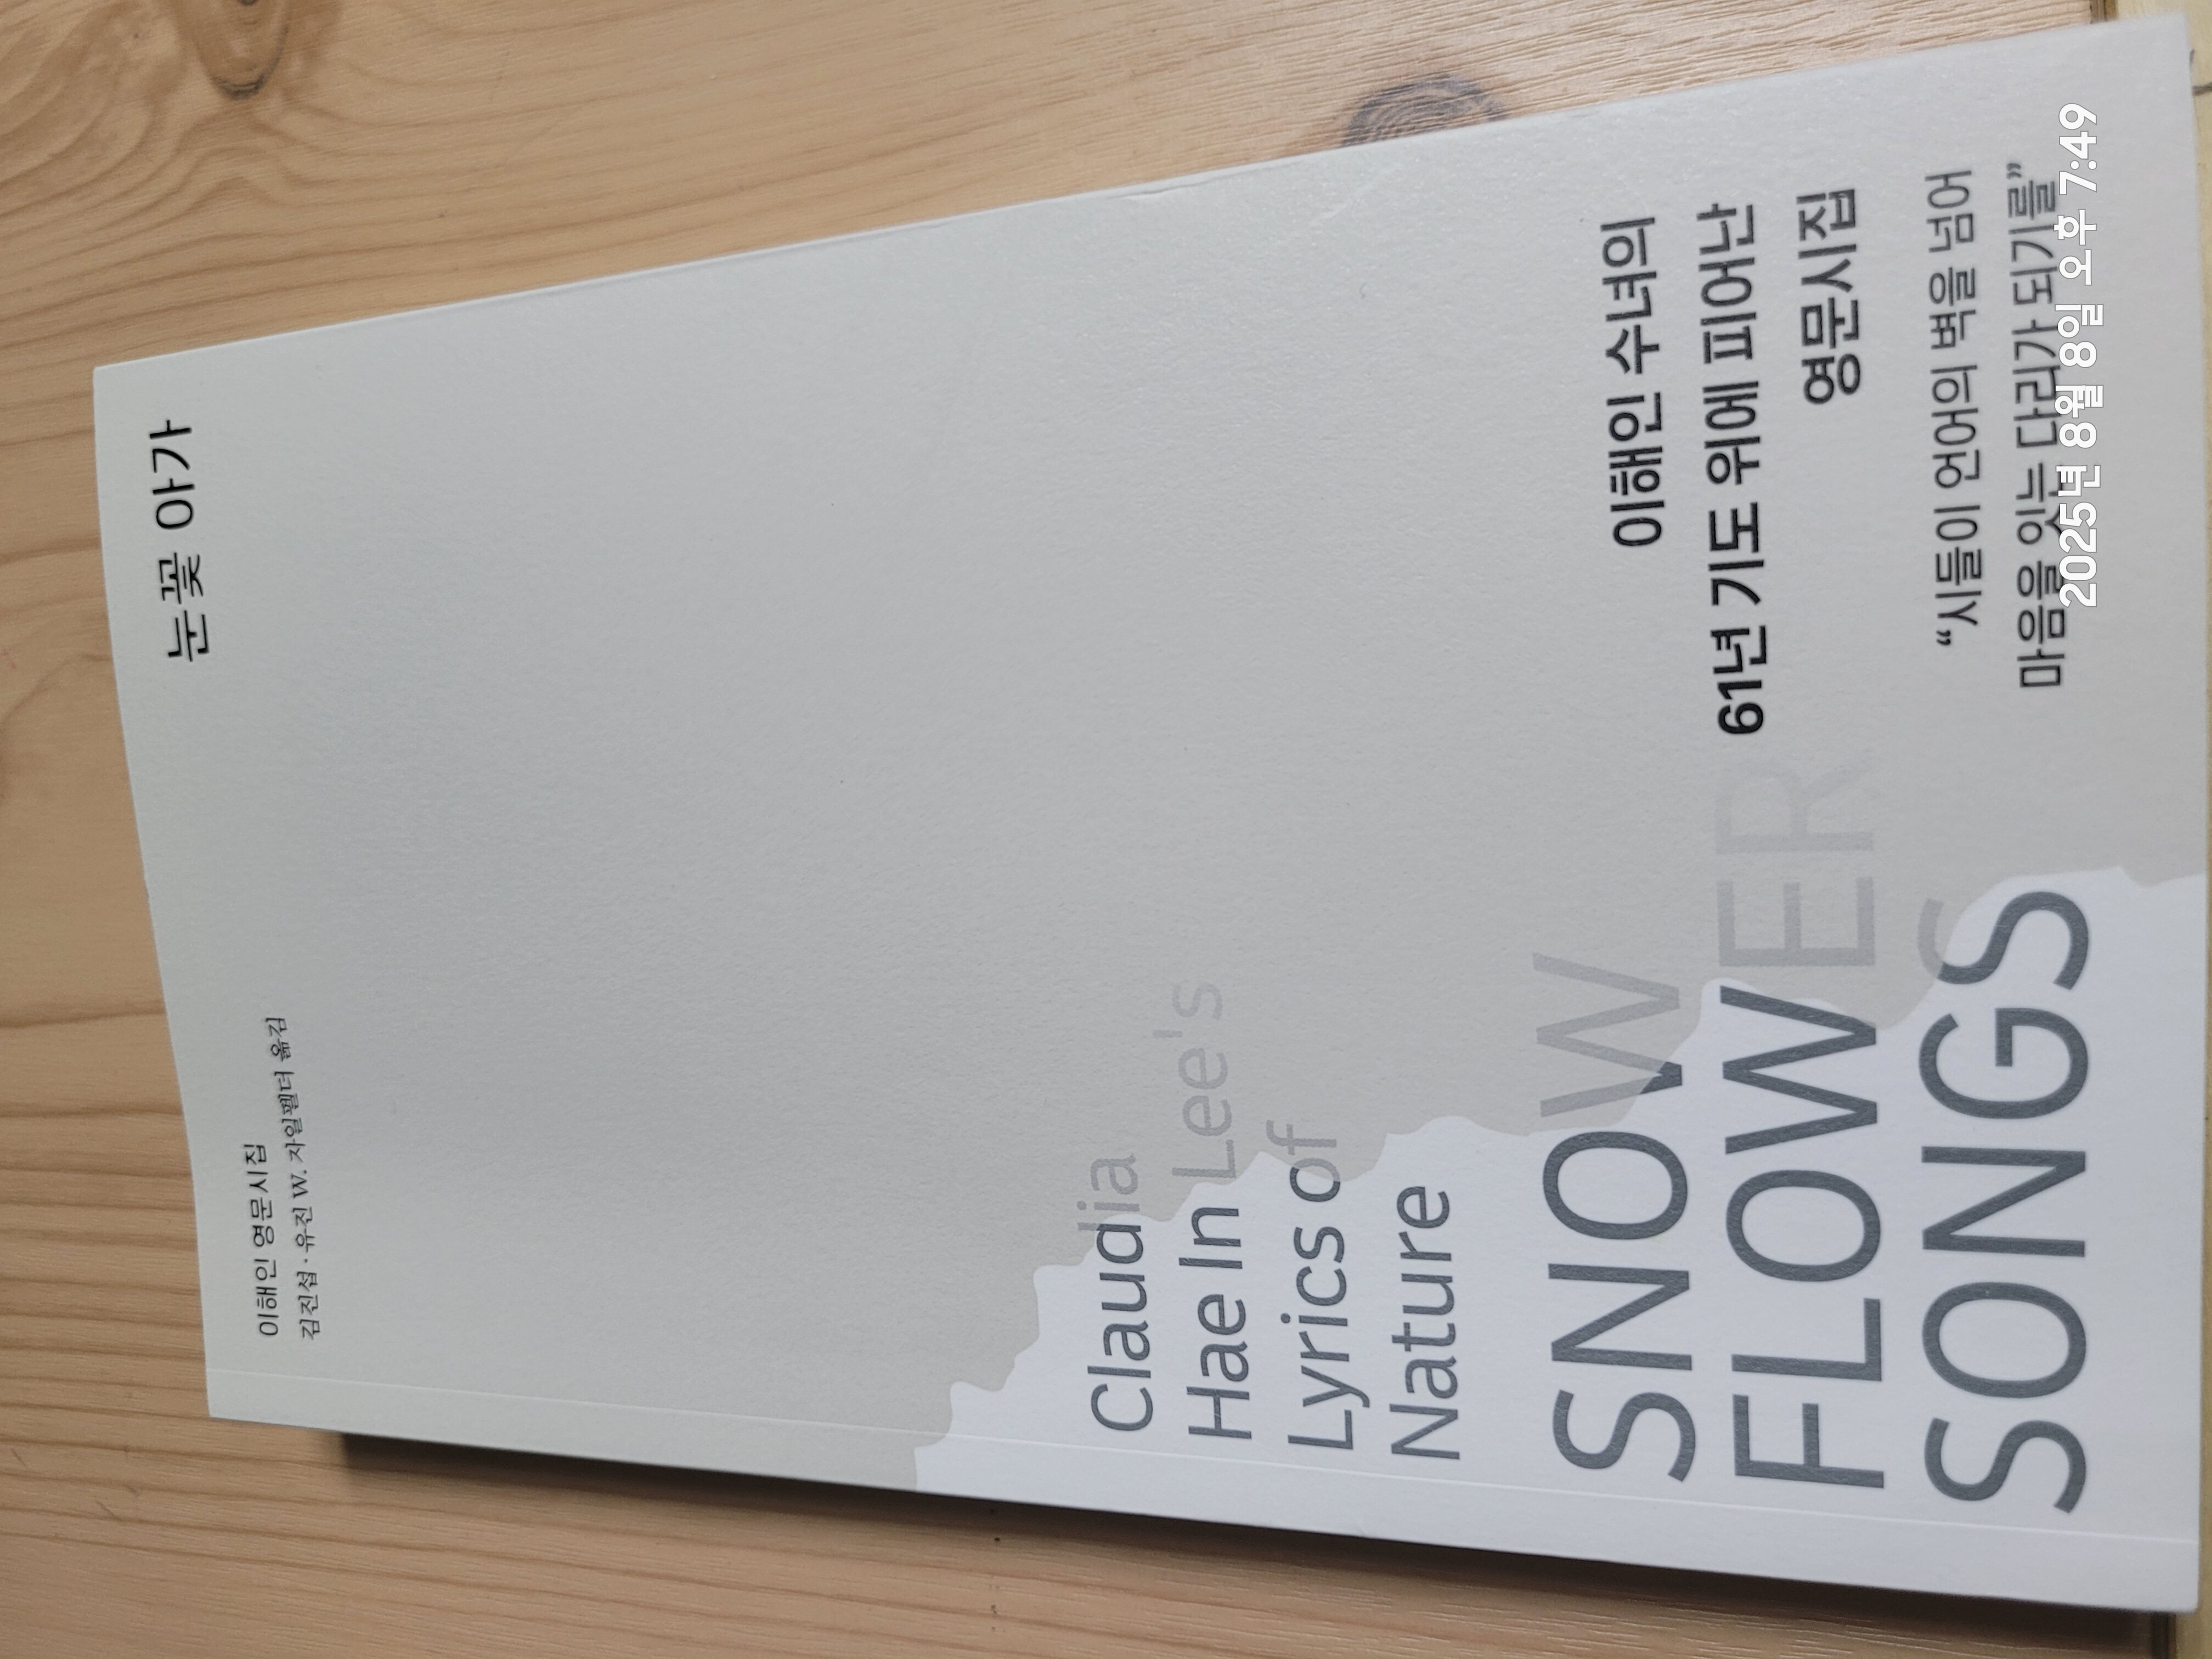 눈꽃 아가
이해인 영문시집
김진섭·유진 W. 자일펠더 옮김
Claudia
Hae In Lee's
Lyrics of
Nature
SNOW
FLOWER
SONGS
이해인 수녀의
61년 기도 위에 피어난
영문시집
“시들이 언어의 벽을 넘어
마음을 잇는 다리가 되기를”
2025년 8월 8일 오후 7:49